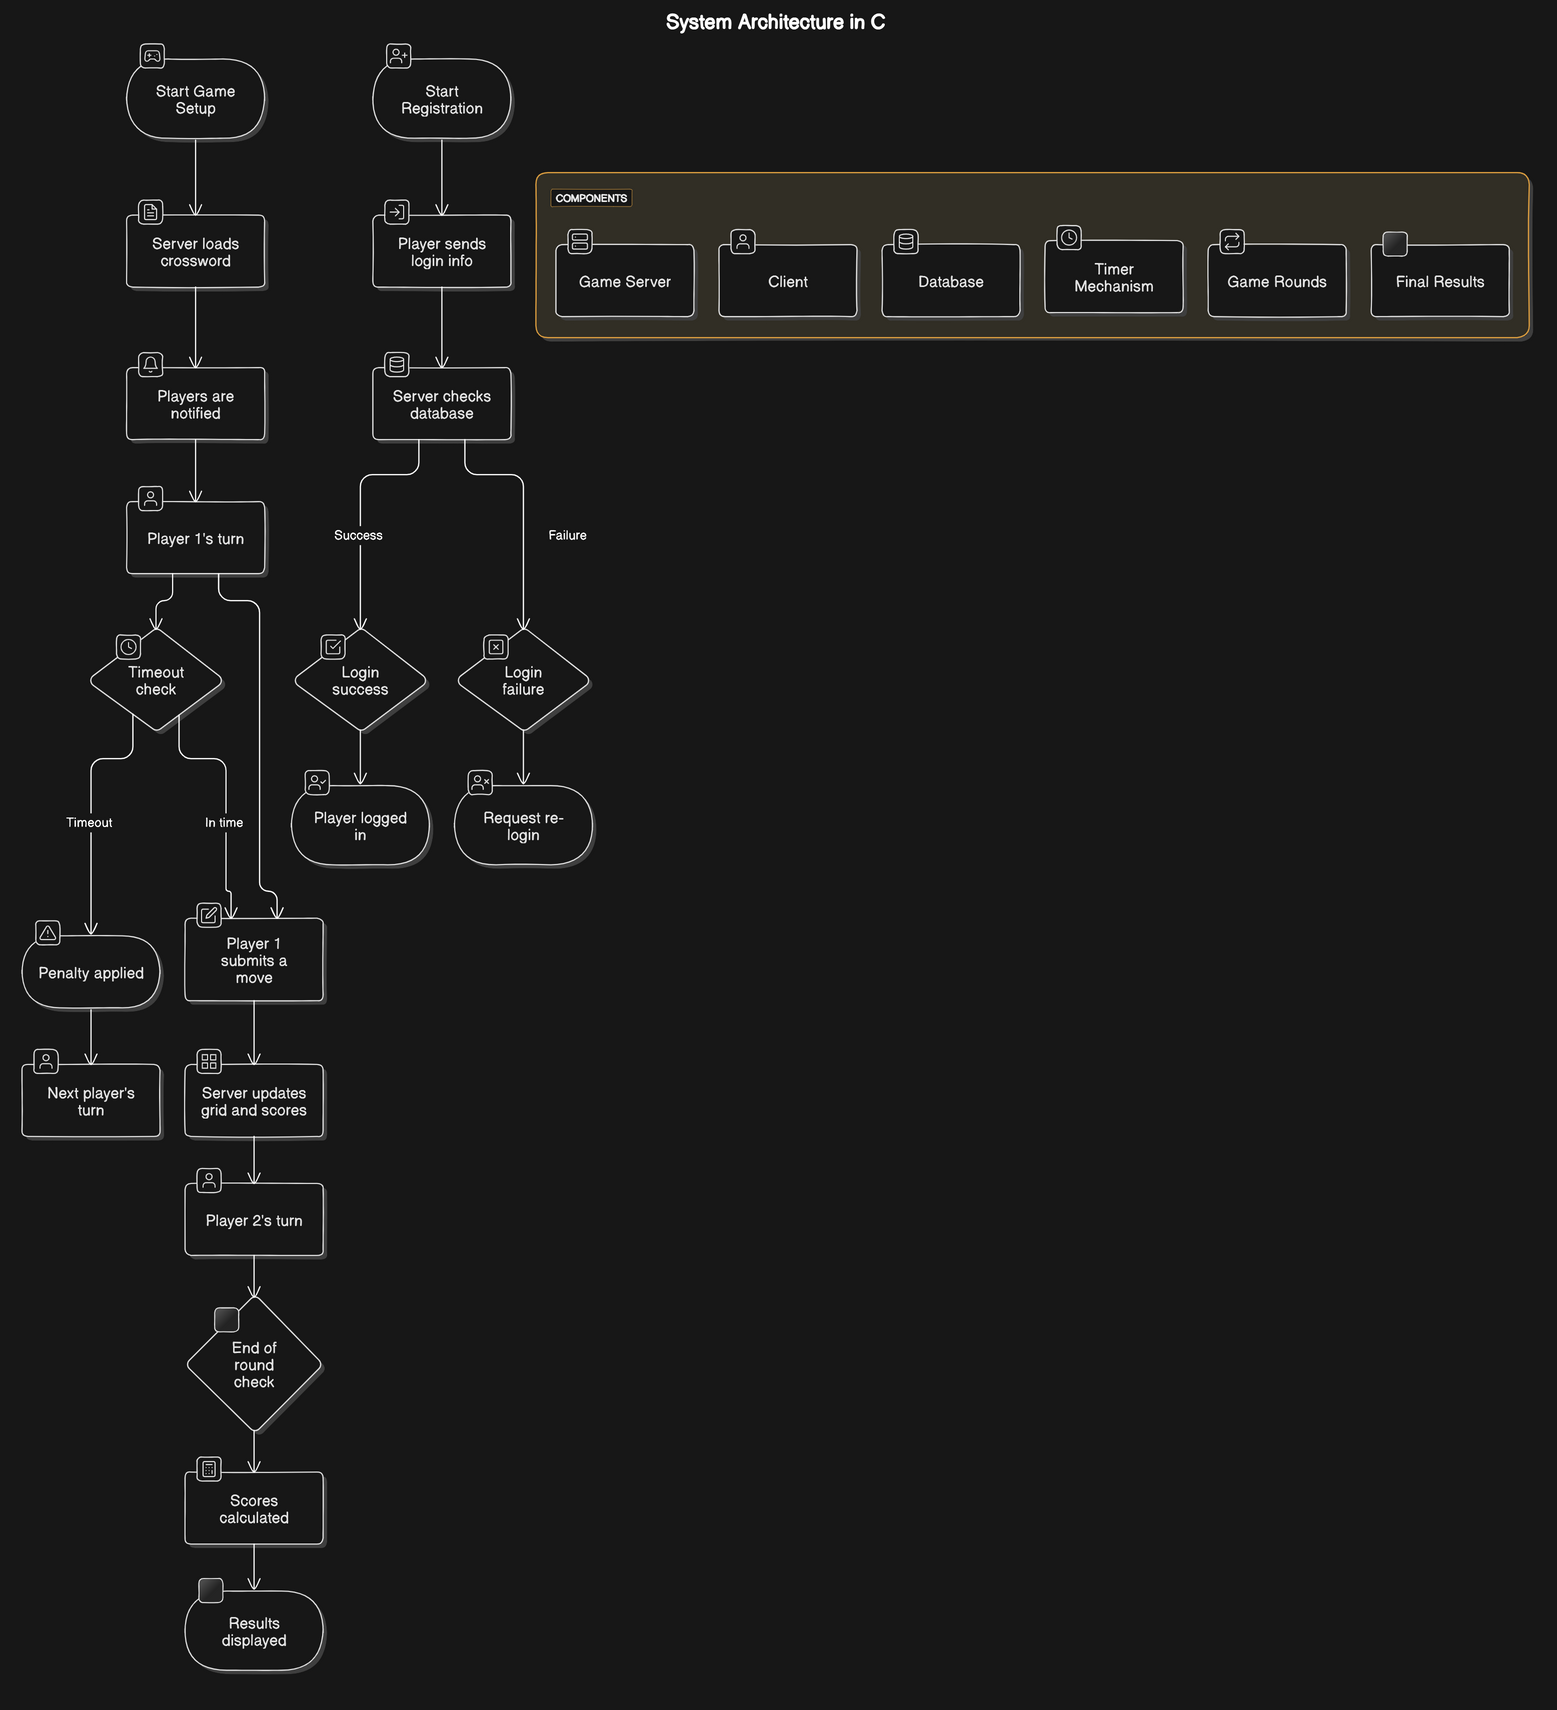 System Architecture in C
Start Game
Setup
Server loads
crossword
Players are
notified
Player 1's turn
Timeout
check
Timeout
In time
Penalty applied
Next player's
turn
Player 1
submits a
move
Server updates
grid and scores
Player 2's turn
End of
round
check
Scores
calculated
Results
displayed
Start
Registration
Player sends
login info
Server checks
database
Success
Failure
Login
success
Login
failure
Player logged
in
Request re-
login
COMPONENTS
Game Server
Client
Database
Timer
Mechanism
Game Rounds
Final Results